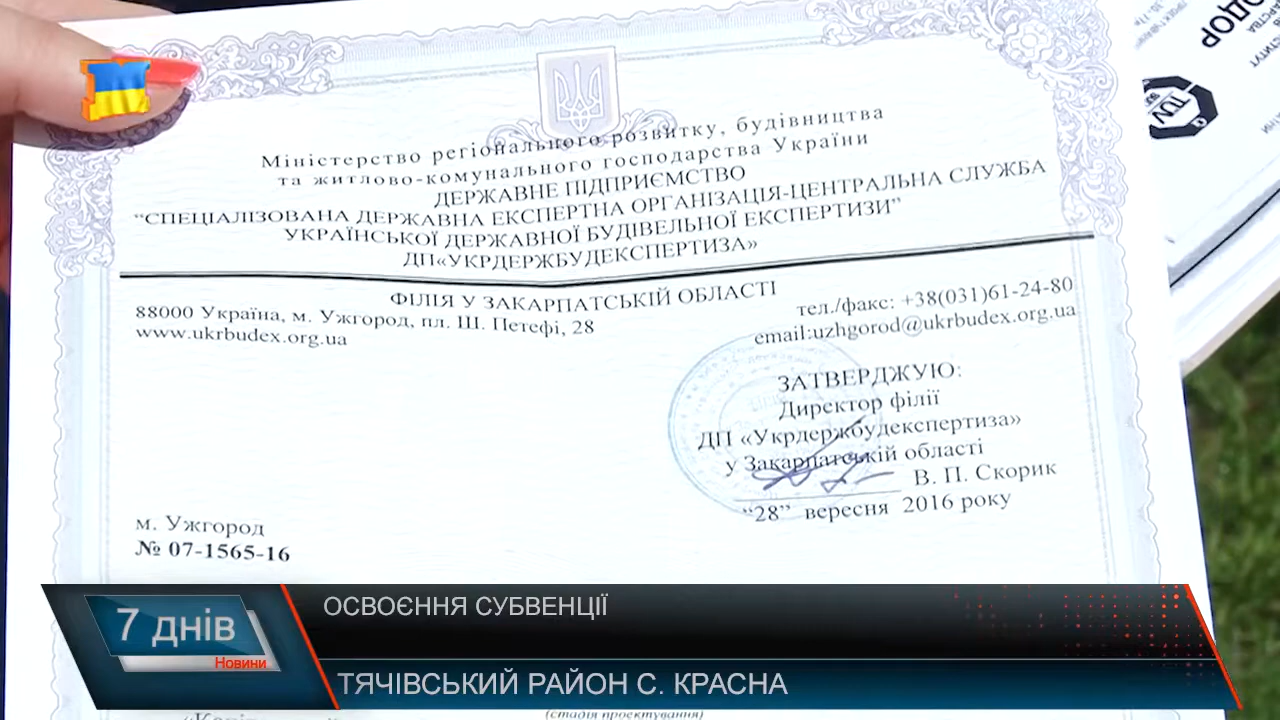 Міністерство регіонального розвитку, будівництва
та житлово-комунального господарства України
ДЕРЖАВНЕ ПІДПРИЄМСТВО
“СПЕЦІАЛІЗОВАНА ДЕРЖАВНА ЕКСПЕРТНА ОРГАНІЗАЦІЯ-ЦЕНТРАЛЬНА СЛУЖБА
УКРАЇНСЬКОЇ ДЕРЖАВНОЇ БУДІВЕЛЬНОЇ ЕКСПЕРТИЗИ”
ДП«УКРДЕРЖБУДЕКСПЕРТИЗА»
ФІЛІЯ У ЗАКАРПАТСЬКІЙ ОБЛАСТІ
88000 Україна, м. Ужгород, пл. Ш. Петефі, 28
www.ukrbudex.org.ua
тел./факс: +38(031)61-24-80
email:uzhgorod@ukrbudex.org.ua
ЗАТВЕРДЖУЮ:
Директор філії
ДП «Укрдержбудекспертиза»
у Закарпатській області
В. П. Скорик
“28” вересня 2016 року
м. Ужгород
№ 07-1565-16
TÜV
7 днів
Новини
ОСВОЄННЯ СУБВЕНЦІЇ
ТЯЧІВСЬКИЙ РАЙОН С. КРАСНА
(стадія проектування)